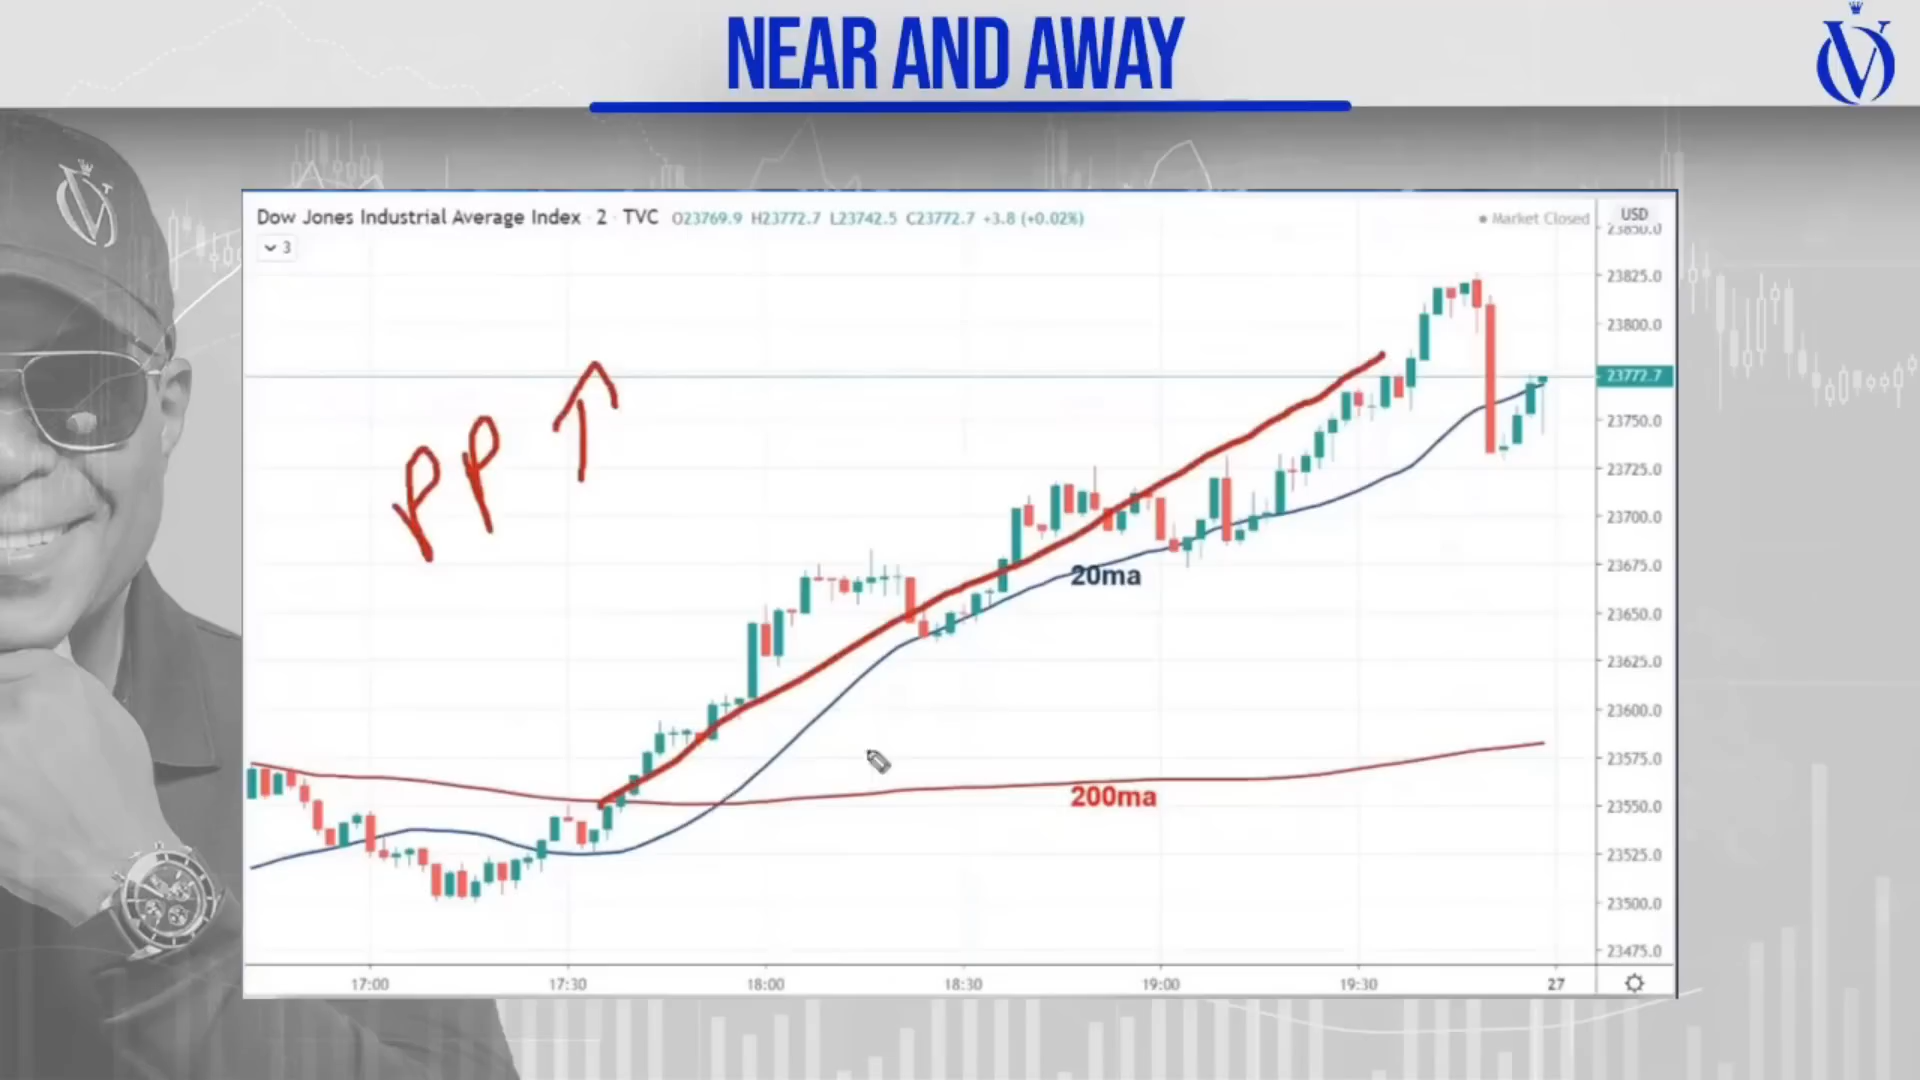 NEAR AND AWAY
Dow Jones Industrial Average Index · 2 · TVC O23769.9 H23772.7 L23742.5 C23772.7 +3.8 (+0.02%)
Market Closed
USD
3
23850.0
23825.0
23800.0
23772.7
23750.0
23725.0
23700.0
23675.0
23650.0
23625.0
23600.0
23575.0
23550.0
23525.0
23500.0
23475.0
PP↑
20ma
200ma
17:00 17:30 18:00 18:30 19:00 19:30 27